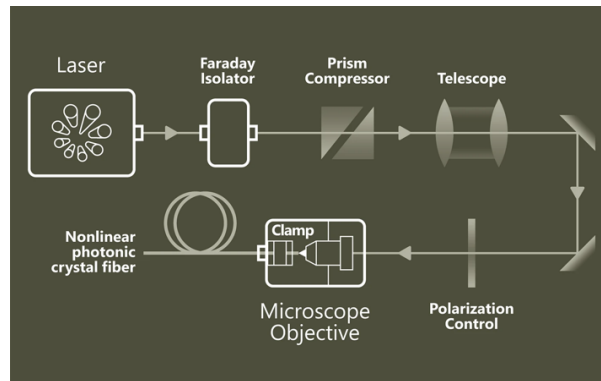 Laser
Faraday
Isolator
Prism
Compressor
Telescope
Nonlinear
photonic
crystal fiber
Clamp
Microscope
Objective
Polarization
Control